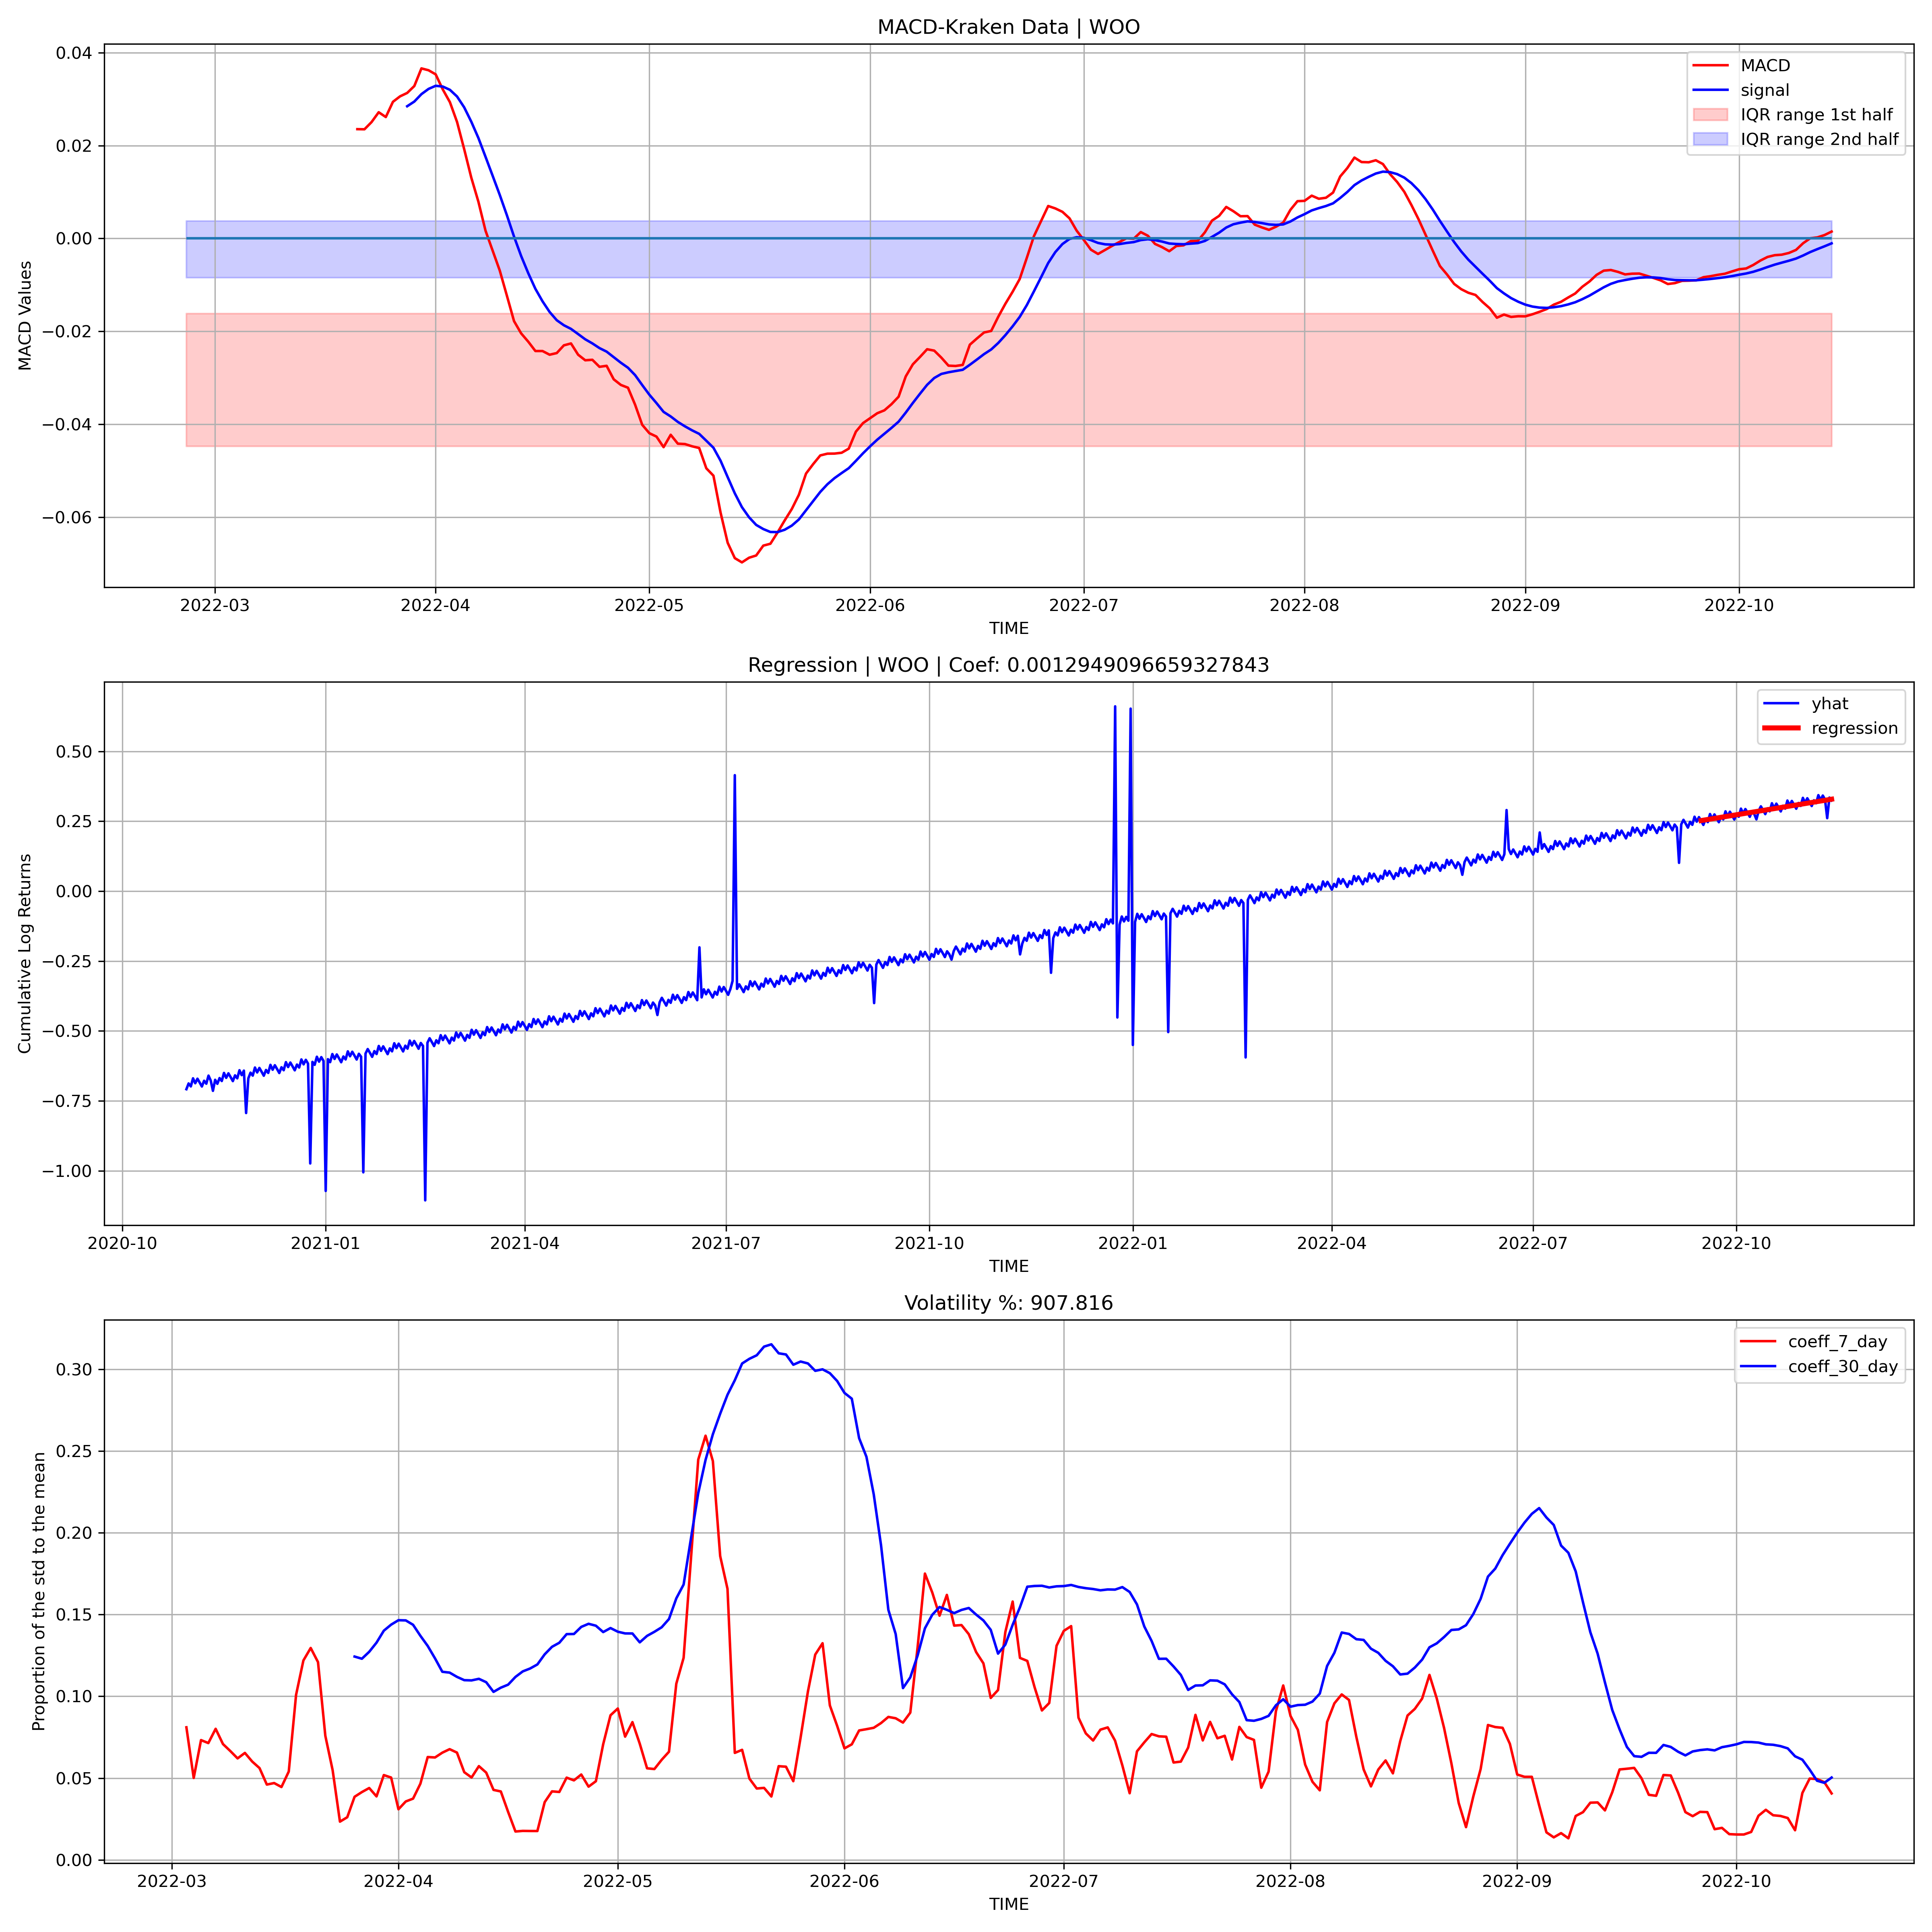 MACD-Kraken Data | WOO
MACD Values
0.04
0.02
0.00
−0.02
−0.04
−0.06
MACD
signal
IQR range 1st half
IQR range 2nd half
2022-03 2022-04 2022-05 2022-06 2022-07 2022-08 2022-09 2022-10
TIME
Regression | WOO | Coef: 0.0012949096659327843
Cumulative Log Returns
0.50
0.25
0.00
−0.25
−0.50
−0.75
−1.00
yhat
regression
2020-10 2021-01 2021-04 2021-07 2021-10 2022-01 2022-04 2022-07 2022-10
TIME
Volatility %: 907.816
Proportion of the std to the mean
0.30
0.25
0.20
0.15
0.10
0.05
0.00
coeff_7_day
coeff_30_day
2022-03 2022-04 2022-05 2022-06 2022-07 2022-08 2022-09 2022-10
TIME